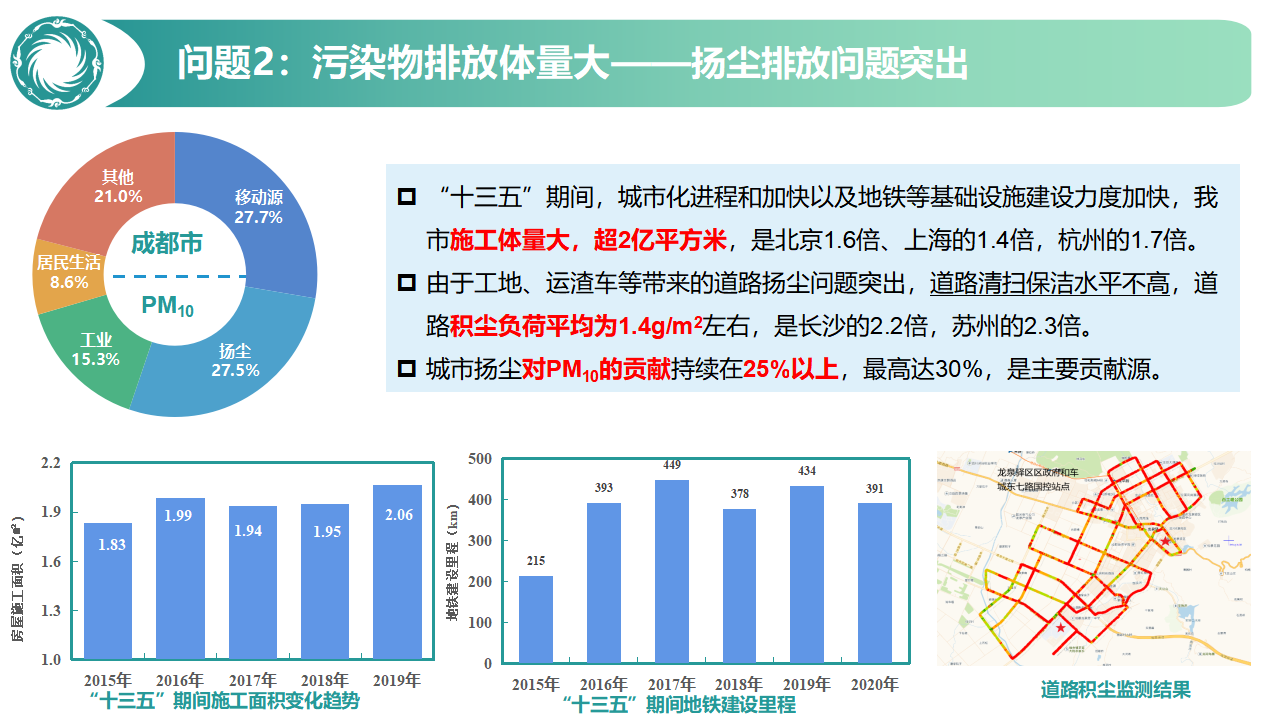 问题2：污染物排放体量大——扬尘排放问题突出
其他
21.0%
移动源
27.7%
成都市
居民生活
8.6%
PM10
工业
15.3%
扬尘
27.5%
“十三五”期间，城市化进程和加快以及地铁等基础设施建设力度加快，我
市施工体量大，超2亿平方米，是北京1.6倍、上海的1.4倍，杭州的1.7倍。
由于工地、运渣车等带来的道路扬尘问题突出，道路清扫保洁水平不高，道
路积尘负荷平均为1.4g/m²左右，是长沙的2.2倍，苏州的2.3倍。
城市扬尘对PM10的贡献持续在25%以上，最高达30%，是主要贡献源。
房屋施工面积（亿㎡）
2.2
1.9
1.6
1.3
1.0
1.83
1.99
1.94
1.95
2.06
2015年
2016年
2017年
2018年
2019年
“十三五”期间施工面积变化趋势
地铁建设里程（km）
500
400
300
200
100
0
215
393
449
378
434
391
2015年
2016年
2017年
2018年
2019年
2020年
“十三五”期间地铁建设里程
龙泉驿区区政府和车
城东七路国控站点
道路积尘监测结果